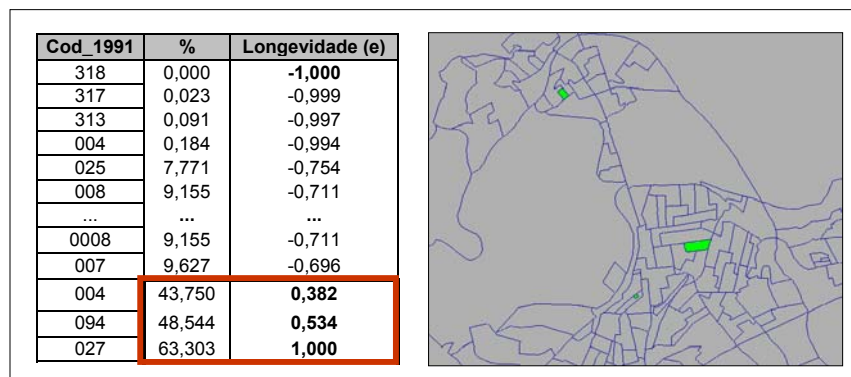 Cod_1991 % Longevidade (e)
318 0,000 -1,000
317 0,023 -0,999
313 0,091 -0,997
004 0,184 -0,994
025 7,771 -0,754
008 9,155 -0,711
... ... ...
0008 9,155 -0,711
007 9,627 -0,696
004 43,750 0,382
094 48,544 0,534
027 63,303 1,000